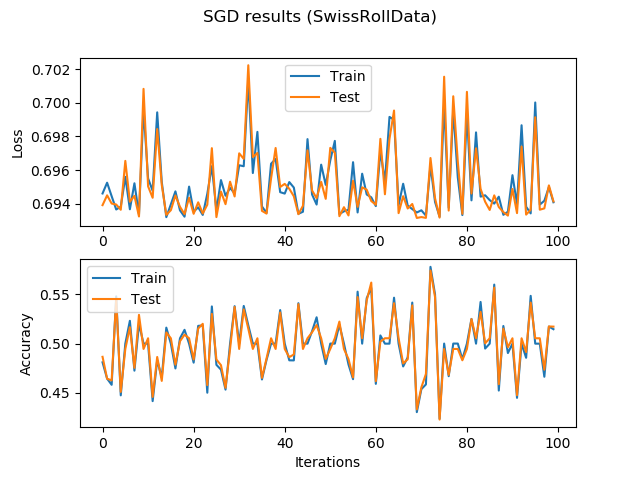 SGD results (SwissRollData)
0.702
0.700
0.698
0.696
0.694
Loss
Train
Test
0 20 40 60 80 100
0.55
0.50
0.45
Accuracy
Train
Test
0 20 40 60 80 100
Iterations